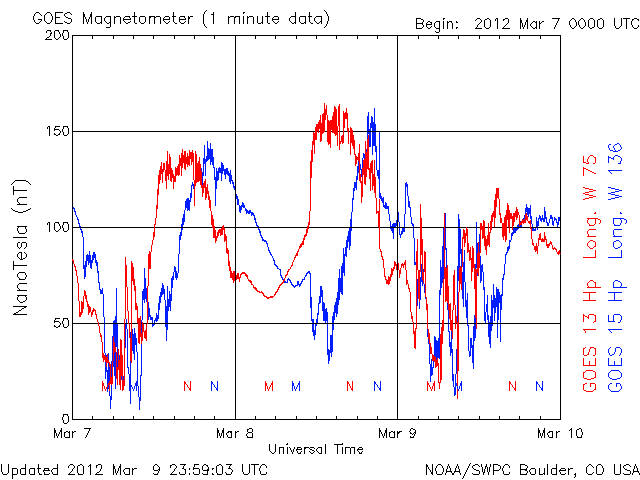 GOES Magnetometer (1 minute data)
Begin: 2012 Mar 7 0000 UTC
200
150
100
50
0
NanoTesla (nT)
M M N N M M N N M M N N
Mar 7 Mar 8 Mar 9 Mar 10
Universal Time
GOES 13 Hp Long. W 75
GOES 15 Hp Long. W 136
Updated 2012 Mar 9 23:59:03 UTC
NOAA/SWPC Boulder, CO USA